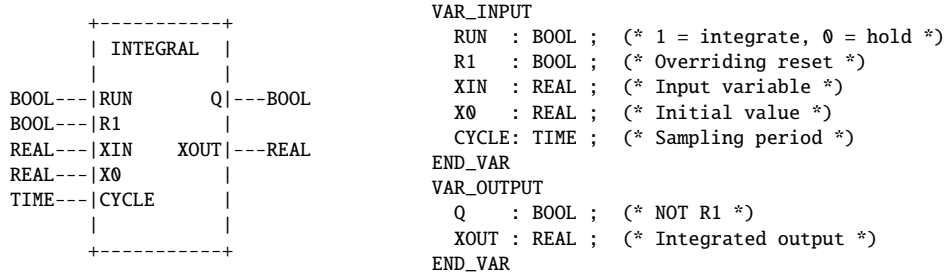 +-----------+
| INTEGRAL  |
|           |
BOOL---|RUN       Q|---BOOL
BOOL---|R1         |
REAL---|XIN    XOUT|---REAL
REAL---|X0         |
TIME---|CYCLE      |
|           |
+-----------+
VAR_INPUT
RUN  : BOOL ;  (* 1 = integrate, 0 = hold *)
R1   : BOOL ;  (* Overriding reset *)
XIN  : REAL ;  (* Input variable *)
X0   : REAL ;  (* Initial value *)
CYCLE: TIME ;  (* Sampling period *)
END_VAR
VAR_OUTPUT
Q    : BOOL ;  (* NOT R1 *)
XOUT : REAL ;  (* Integrated output *)
END_VAR